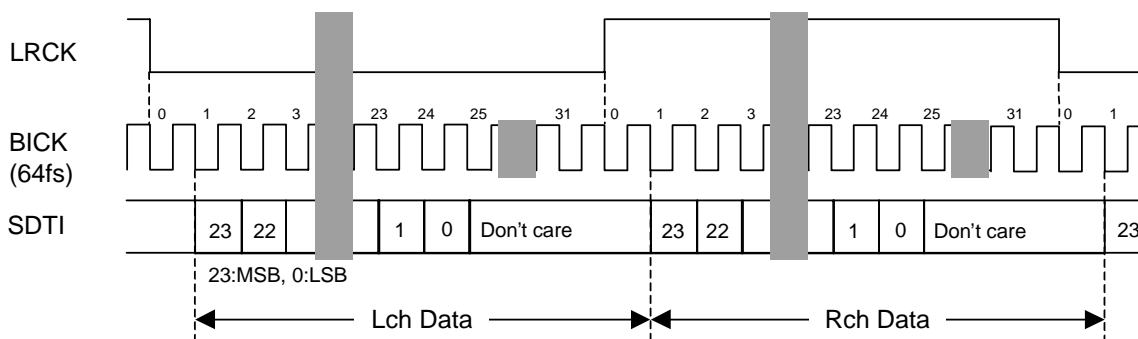 LRCK
0 1 2 3 23 24 25 31 0 1 2 3 23 24 25 31 0 1
BICK
(64fs)
SDTI 23 22 1 0 Don't care 23 22 1 0 Don't care 23
23:MSB, 0:LSB
Lch Data Rch Data